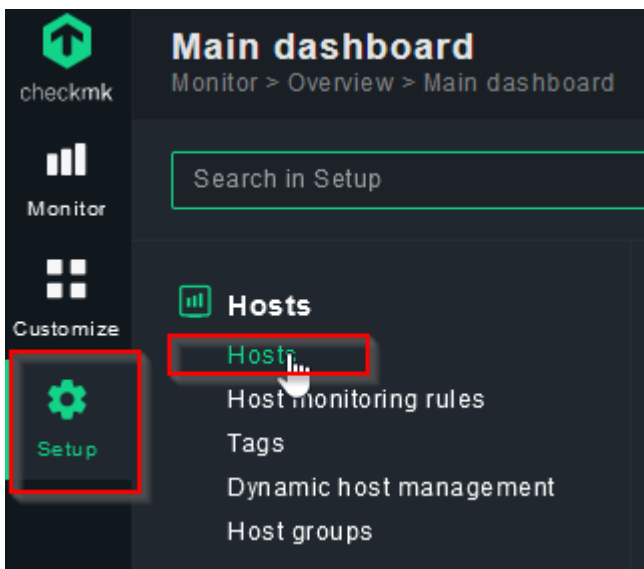 checkmk
Main dashboard
Monitor > Overview > Main dashboard
Monitor
Search in Setup
Customize
Hosts
Hosts
Setup
Host monitoring rules
Tags
Dynamic host management
Host groups